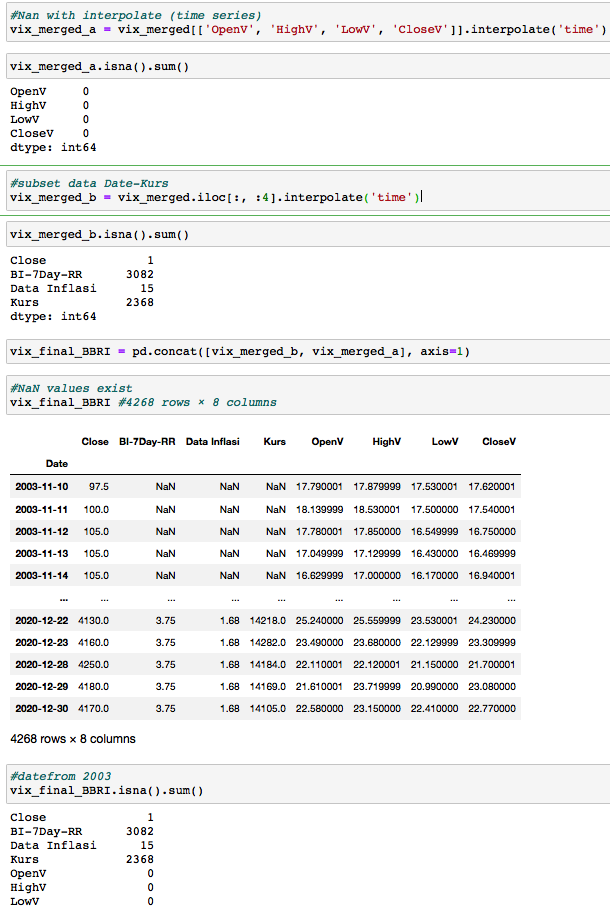 #Nan with interpolate (time series)
vix_merged_a = vix_merged[['OpenV', 'HighV', 'LowV', 'CloseV']].interpolate('time')
vix_merged_a.isna().sum()
OpenV 0
HighV 0
LowV 0
CloseV 0
dtype: int64
#subset data Date-Kurs
vix_merged_b = vix_merged.iloc[:, :4].interpolate('time')
vix_merged_b.isna().sum()
Close 1
BI-7Day-RR 3082
Data Inflasi 15
Kurs 2368
dtype: int64
vix_final_BBRI = pd.concat([vix_merged_b, vix_merged_a], axis=1)
#NaN values exist
vix_final_BBRI #4268 rows × 8 columns
Close BI-7Day-RR Data Inflasi Kurs OpenV HighV LowV CloseV
Date
2003-11-10 97.5 NaN NaN NaN 17.790001 17.879999 17.530001 17.620001
2003-11-11 100.0 NaN NaN NaN 18.139999 18.530001 17.500000 17.540001
2003-11-12 105.0 NaN NaN NaN 17.780001 17.850000 16.549999 16.750000
2003-11-13 105.0 NaN NaN NaN 17.049999 17.129999 16.430000 16.469999
2003-11-14 105.0 NaN NaN NaN 16.629999 17.000000 16.170000 16.940001
... ... ... ... ... ... ... ... ...
2020-12-22 4130.0 3.75 1.68 14218.0 25.240000 25.559999 23.530001 24.230000
2020-12-23 4160.0 3.75 1.68 14282.0 23.490000 23.680000 22.129999 23.309999
2020-12-28 4250.0 3.75 1.68 14184.0 22.110001 22.120001 21.150000 21.700001
2020-12-29 4180.0 3.75 1.68 14169.0 21.610001 23.719999 20.990000 23.080000
2020-12-30 4170.0 3.75 1.68 14105.0 22.580000 23.150000 22.410000 22.770000
4268 rows × 8 columns
#datefrom 2003
vix_final_BBRI.isna().sum()
Close 1
BI-7Day-RR 3082
Data Inflasi 15
Kurs 2368
OpenV 0
HighV 0
LowV 0